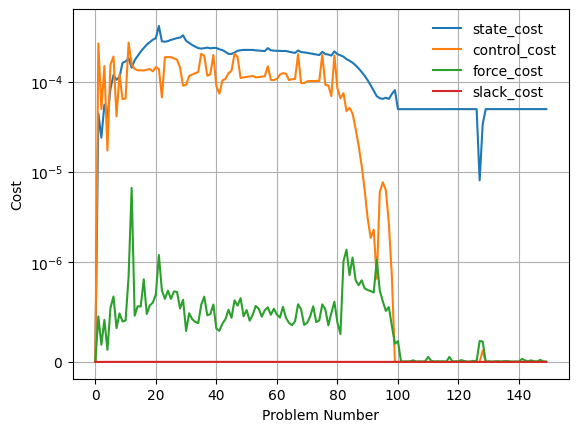 state_cost
control_cost
force_cost
slack_cost
10⁻⁴
10⁻⁵
10⁻⁶
0
Cost
0 20 40 60 80 100 120 140
Problem Number